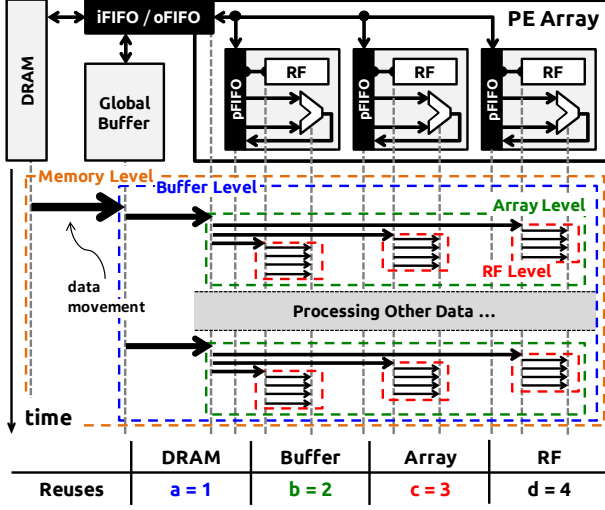 iFIFO / oFIFO
PE Array
DRAM
Global
Buffer
pFIFO
RF
pFIFO
RF
pFIFO
RF
Memory Level
Buffer Level
Array Level
RF Level
data
movement
Processing Other Data ...
time
DRAM Buffer Array RF
Reuses a = 1 b = 2 c = 3 d = 4